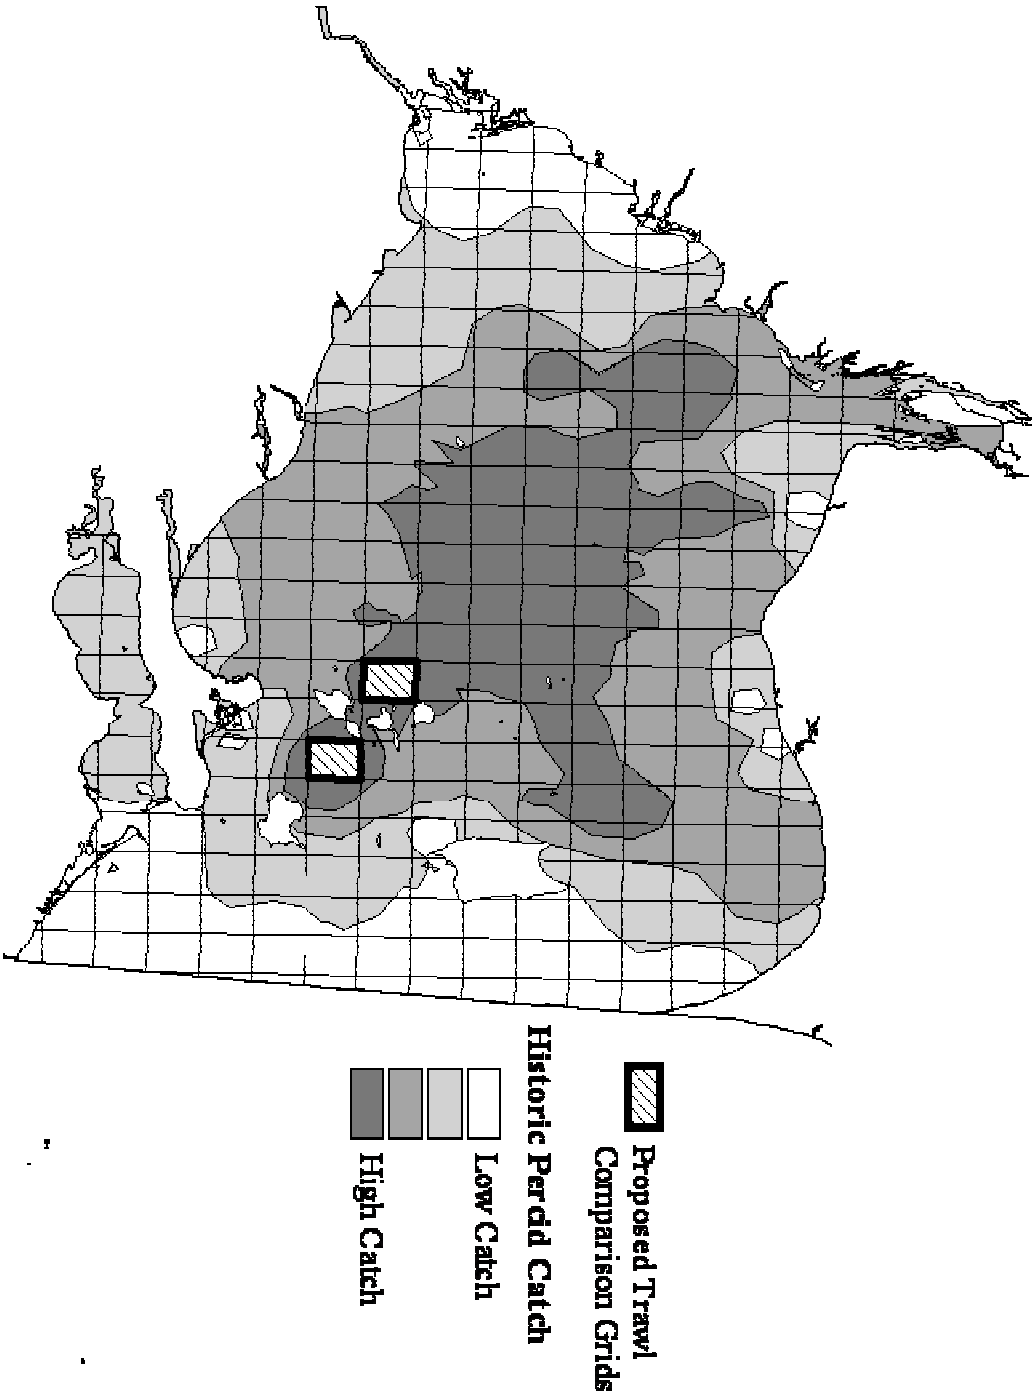 Proposed Trawl
Comparison Grids
Historic Percid Catch
Low Catch
High Catch